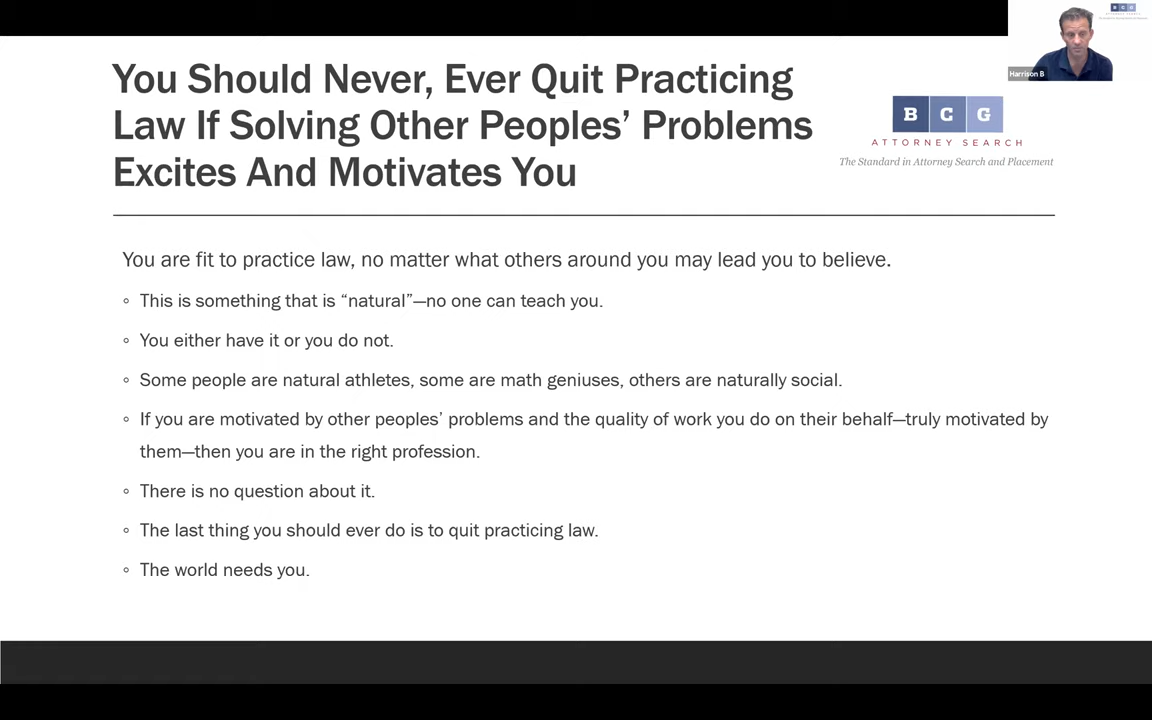 You Should Never, Ever Quit Practicing
Law If Solving Other Peoples’ Problems
Excites And Motivates You
Harrison B
B C G
ATTORNEY SEARCH
The Standard in Attorney Search and Placement
You are fit to practice law, no matter what others around you may lead you to believe.
◦ This is something that is “natural”—no one can teach you.
◦ You either have it or you do not.
◦ Some people are natural athletes, some are math geniuses, others are naturally social.
◦ If you are motivated by other peoples’ problems and the quality of work you do on their behalf—truly motivated by
them—then you are in the right profession.
◦ There is no question about it.
◦ The last thing you should ever do is to quit practicing law.
◦ The world needs you.